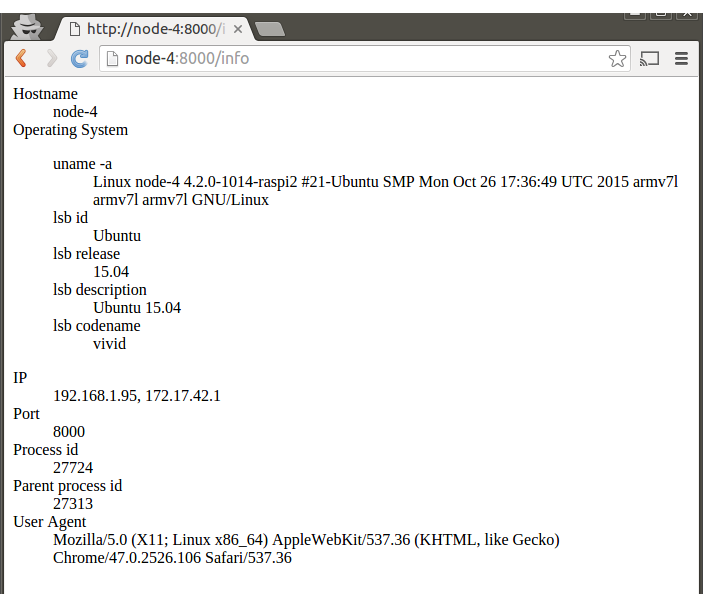 http://node-4:8000/i
node-4:8000/info
Hostname
node-4
Operating System
uname -a
Linux node-4 4.2.0-1014-raspi2 #21-Ubuntu SMP Mon Oct 26 17:36:49 UTC 2015 armv7l
armv7l armv7l GNU/Linux
lsb id
Ubuntu
lsb release
15.04
lsb description
Ubuntu 15.04
lsb codename
vivid
IP
192.168.1.95, 172.17.42.1
Port
8000
Process id
27724
Parent process id
27313
User Agent
Mozilla/5.0 (X11; Linux x86_64) AppleWebKit/537.36 (KHTML, like Gecko)
Chrome/47.0.2526.106 Safari/537.36